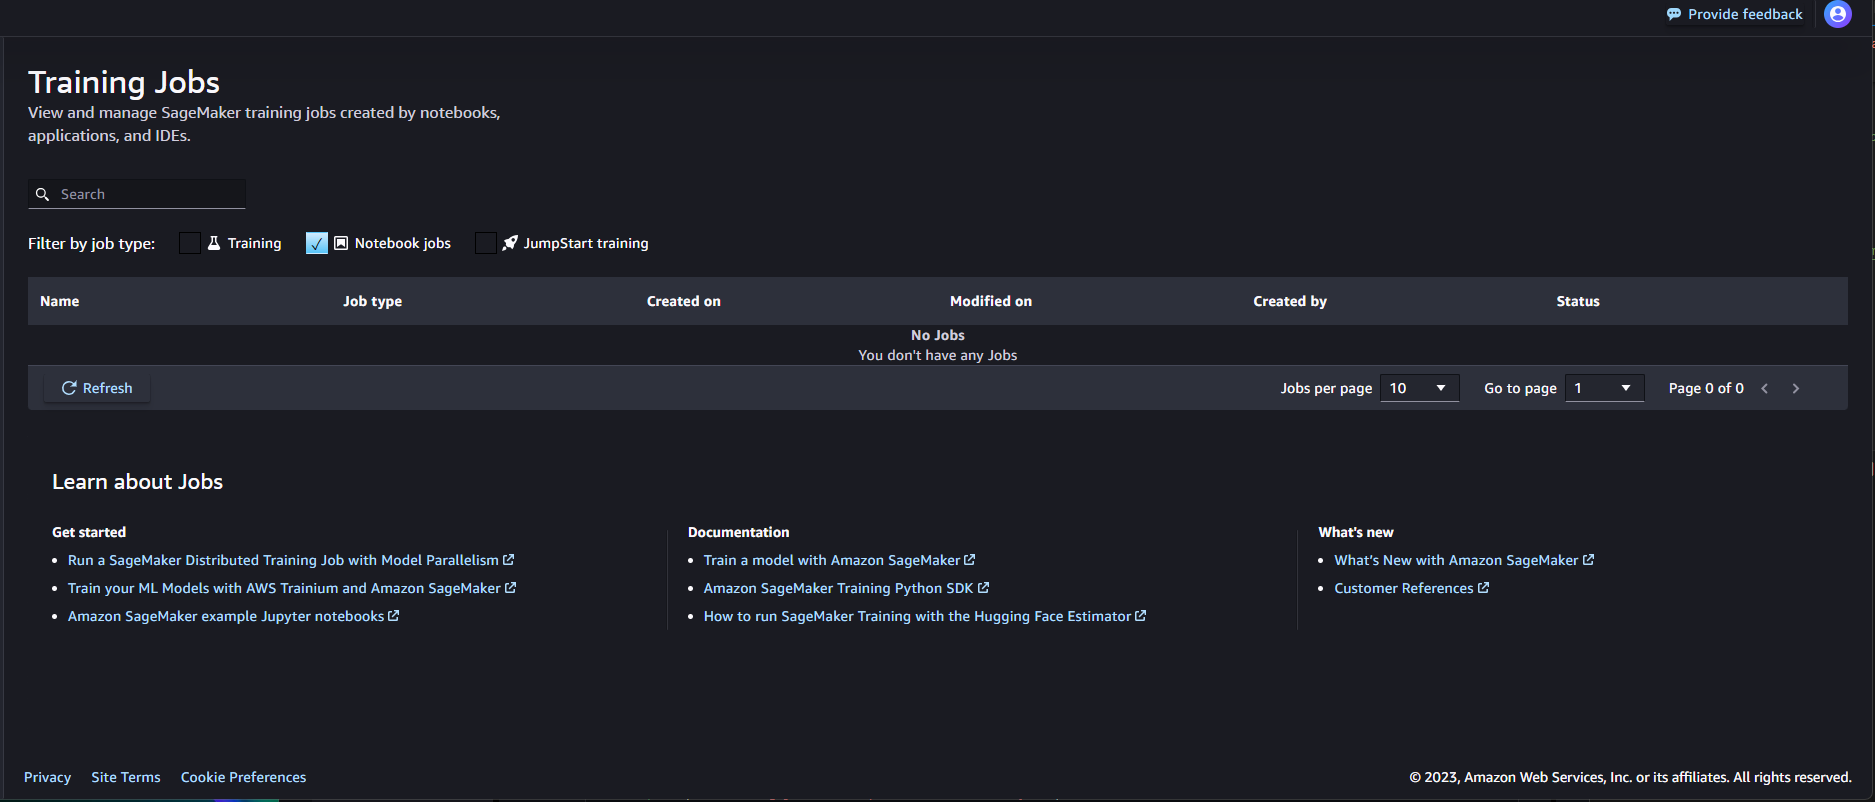 Provide feedback
Training Jobs
View and manage SageMaker training jobs created by notebooks,
applications, and IDEs.
Search
Filter by job type: Training Notebook jobs JumpStart training
Name Job type Created on Modified on Created by Status
No Jobs
You don't have any Jobs
Refresh Jobs per page 10 Go to page 1 Page 0 of 0
Learn about Jobs
Get started
Run a SageMaker Distributed Training Job with Model Parallelism
Train your ML Models with AWS Trainium and Amazon SageMaker
Amazon SageMaker example Jupyter notebooks
Documentation
Train a model with Amazon SageMaker
Amazon SageMaker Training Python SDK
How to run SageMaker Training with the Hugging Face Estimator
What's new
What's New with Amazon SageMaker
Customer References
Privacy Site Terms Cookie Preferences © 2023, Amazon Web Services, Inc. or its affiliates. All rights reserved.